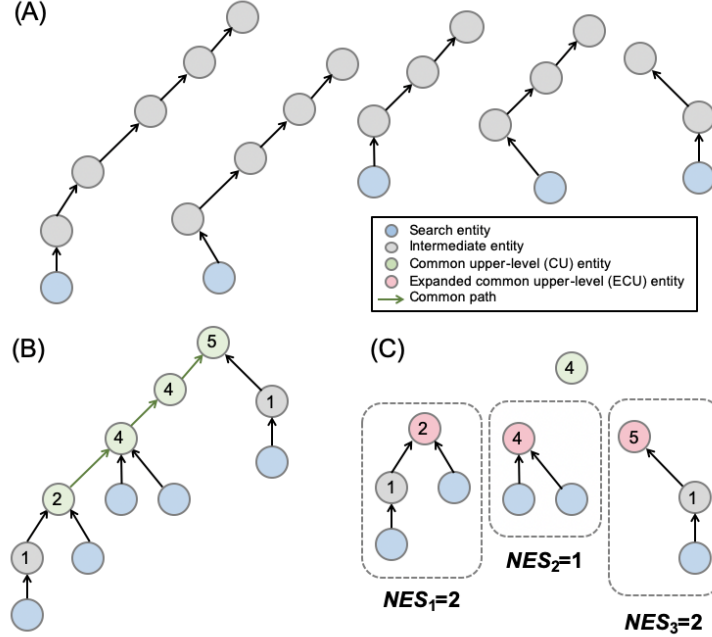 (A)
Search entity
Intermediate entity
Common upper-level (CU) entity
Expanded common upper-level (ECU) entity
Common path
(B)
5
4
1
4
2
1
(C)
4
2
4
5
1
1
NES1=2
NES2=1
NES3=2